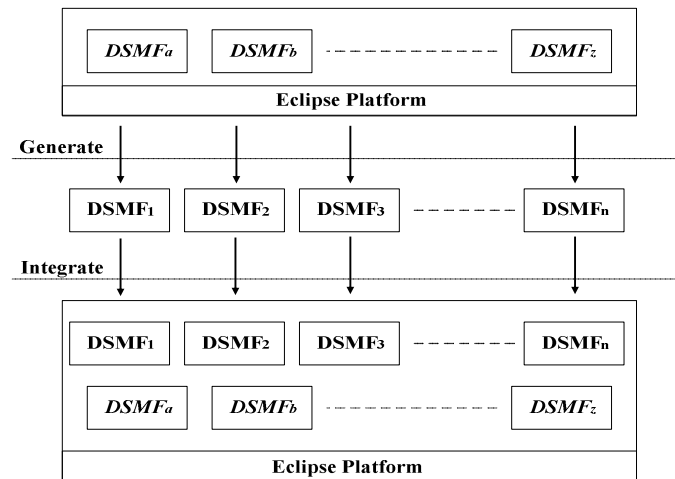 DSMFa DSMFb DSMFz
Eclipse Platform
Generate
DSMF1 DSMF2 DSMF3 DSMFn
Integrate
DSMF1 DSMF2 DSMF3 DSMFn
DSMFa DSMFb DSMFz
Eclipse Platform